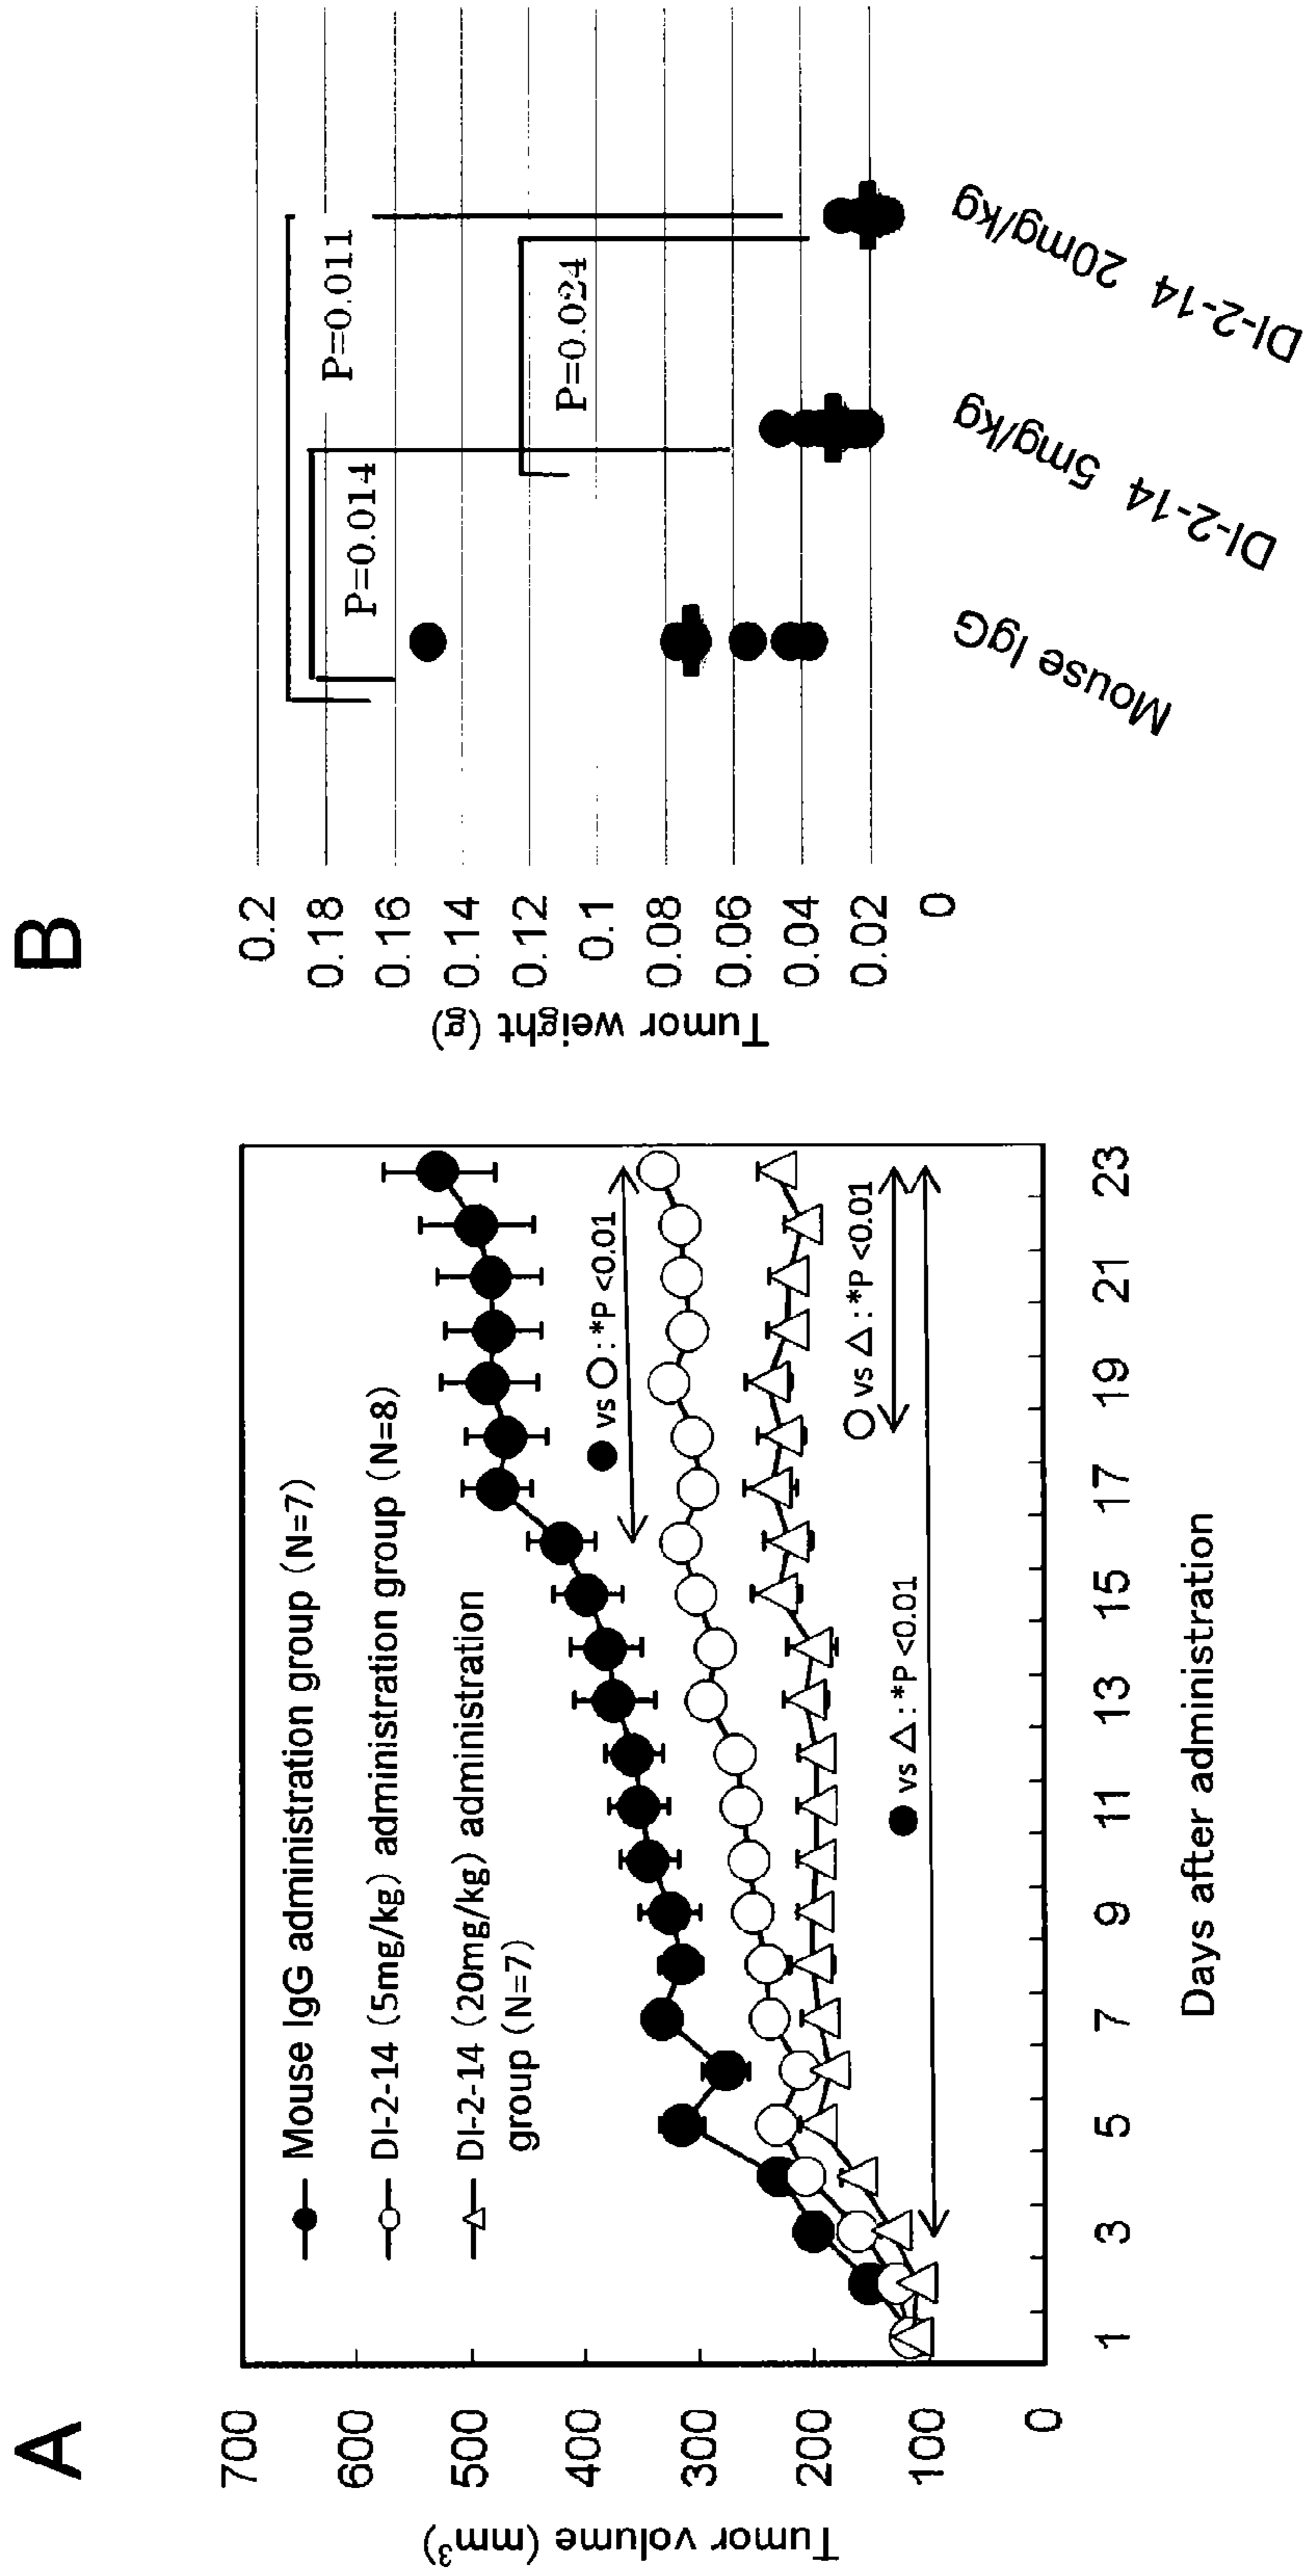 A
Tumor volume (mm³)
700
600
500
400
300
200
100
0
Mouse IgG administration group (N=7)
DI-2-14 (5mg/kg) administration group (N=8)
DI-2-14 (20mg/kg) administration
group (N=7)
● vs ○: *P <0.01
○ vs △: *P <0.01
● vs △: *P <0.01
1 3 5 7 9 11 13 15 17 19 21 23
Days after administration
B
Tumor weight (g)
0.2
0.18
0.16
0.14
0.12
0.1
0.08
0.06
0.04
0.02
0
P=0.011
P=0.014
P=0.024
Mouse IgG
DI-2-14 5mg/kg
DI-2-14 20mg/kg